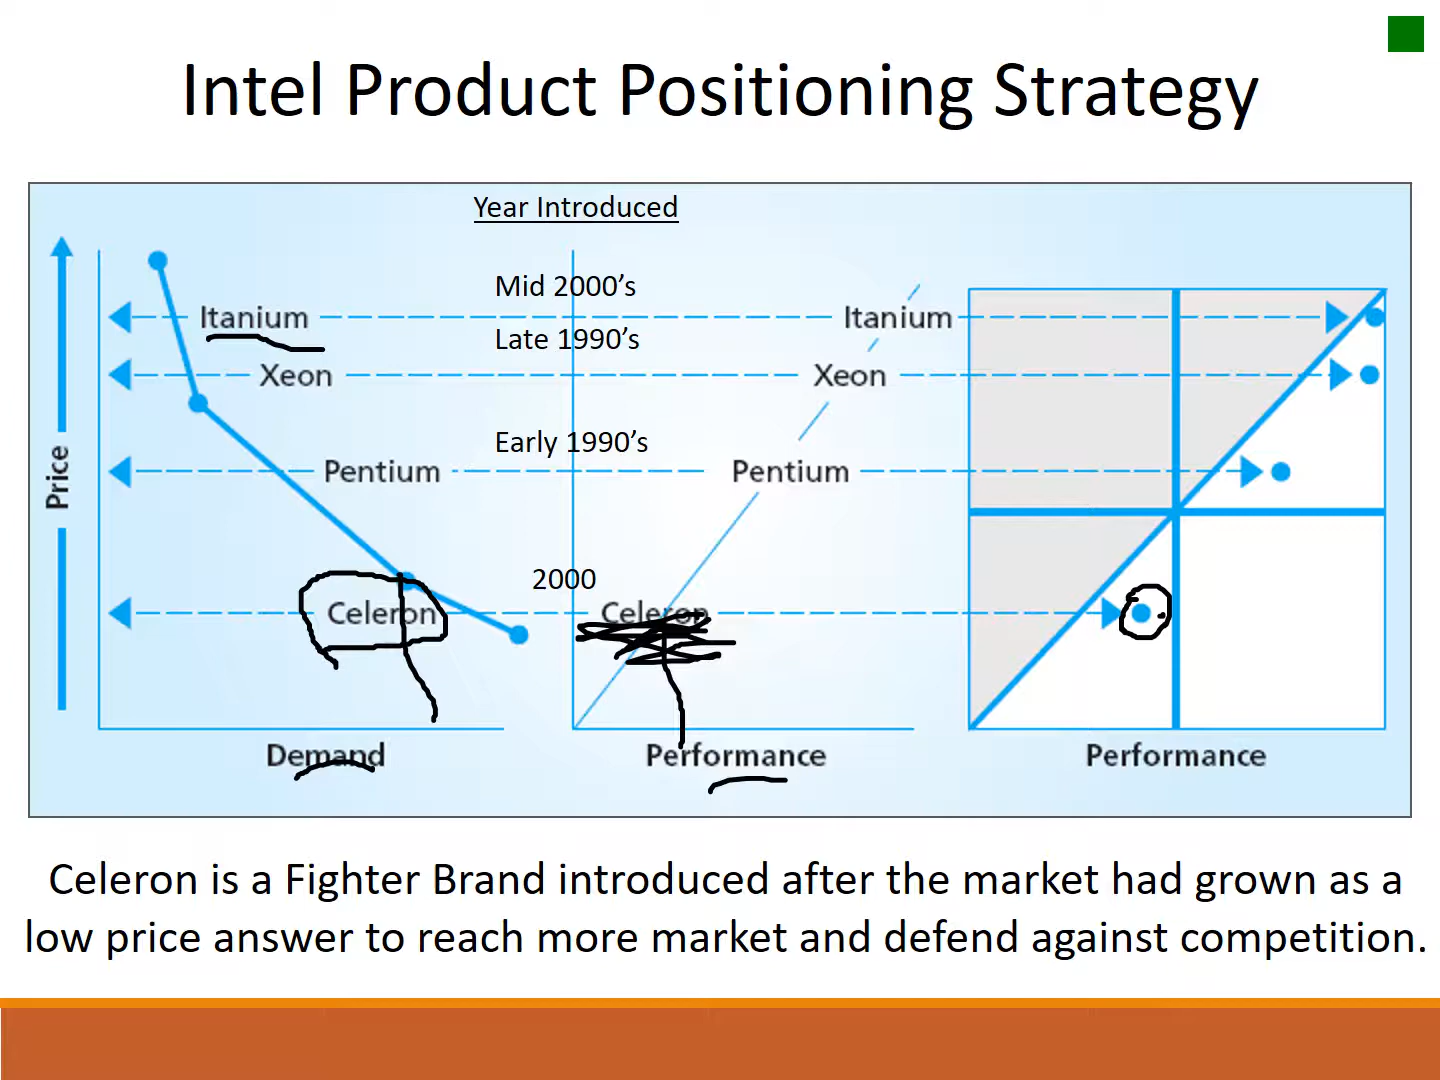 Intel Product Positioning Strategy
Year Introduced
Mid 2000’s
Itanium
Itanium
Late 1990’s
Xeon
Xeon
Early 1990’s
Pentium
Pentium
2000
Celeron
Celeron
Price
Demand
Performance
Performance
Celeron is a Fighter Brand introduced after the market had grown as a
low price answer to reach more market and defend against competition.